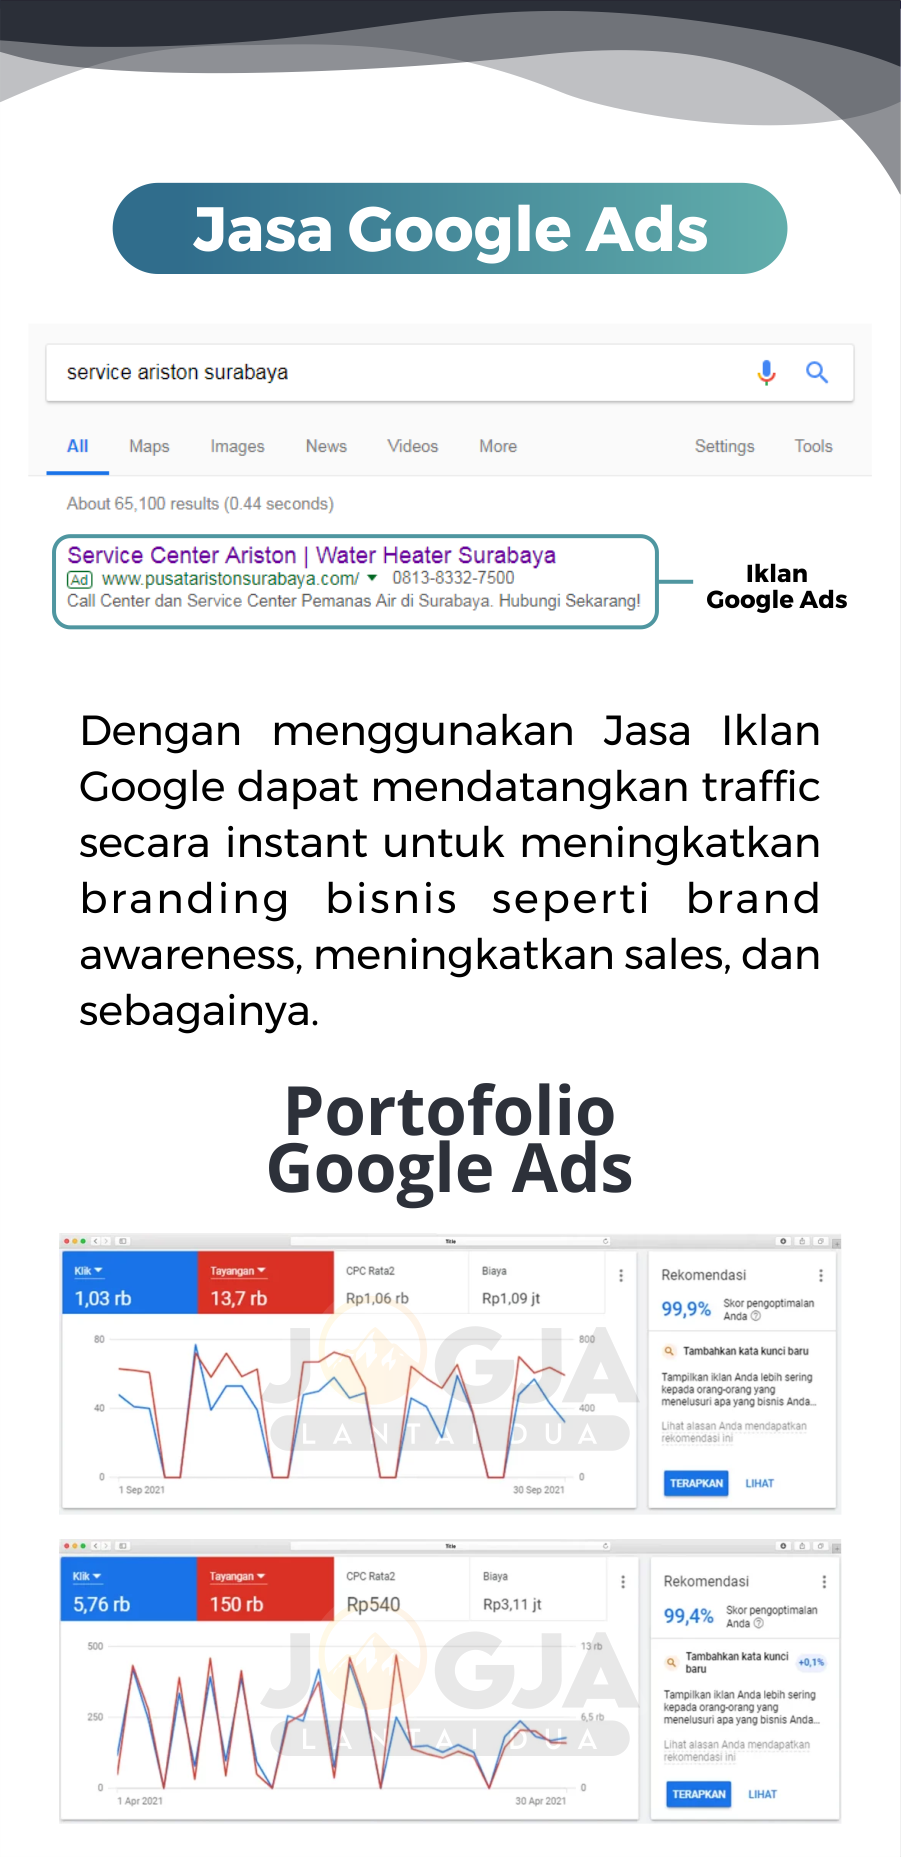 Jasa Google Ads
service ariston surabaya
All Maps Images News Videos More Settings Tools
About 65,100 results (0.44 seconds)
Service Center Ariston | Water Heater Surabaya
Ad www.pusataristonsurabaya.com/ 0813-8332-7500
Call Center dan Service Center Pemanas Air di Surabaya. Hubungi Sekarang!
Iklan
Google Ads
Dengan menggunakan Jasa Iklan
Google dapat mendatangkan traffic
secara instant untuk meningkatkan
branding bisnis seperti brand
awareness, meningkatkan sales, dan
sebagainya.
Portofolio
Google Ads
Title
Klik Tayangan CPC Rata2 Biaya
1,03 rb 13,7 rb Rp1,06 rb Rp1,09 jt
80 800
40 400
0 0
1 Sep 2021 30 Sep 2021
JOGJA
LANTAI DUA
Rekomendasi
99,9% Skor pengoptimalan
Anda
Tambahkan kata kunci baru
Tampilkan iklan Anda lebih sering
kepada orang-orang yang
menelusuri apa yang bisnis Anda...
Lihat alasan Anda mendapatkan
rekomendasi ini
TERAPKAN LIHAT
Title
Klik Tayangan CPC Rata2 Biaya
5,76 rb 150 rb Rp540 Rp3,11 jt
500 13 rb
250 6,5 rb
0 0
1 Apr 2021 30 Apr 2021
JOGJA
LANTAI DUA
Rekomendasi
99,4% Skor pengoptimalan
Anda
Tambahkan kata kunci
baru +0,1%
Tampilkan iklan Anda lebih sering
kepada orang-orang yang
menelusuri apa yang bisnis Anda...
Lihat alasan Anda mendapatkan
rekomendasi ini
TERAPKAN LIHAT